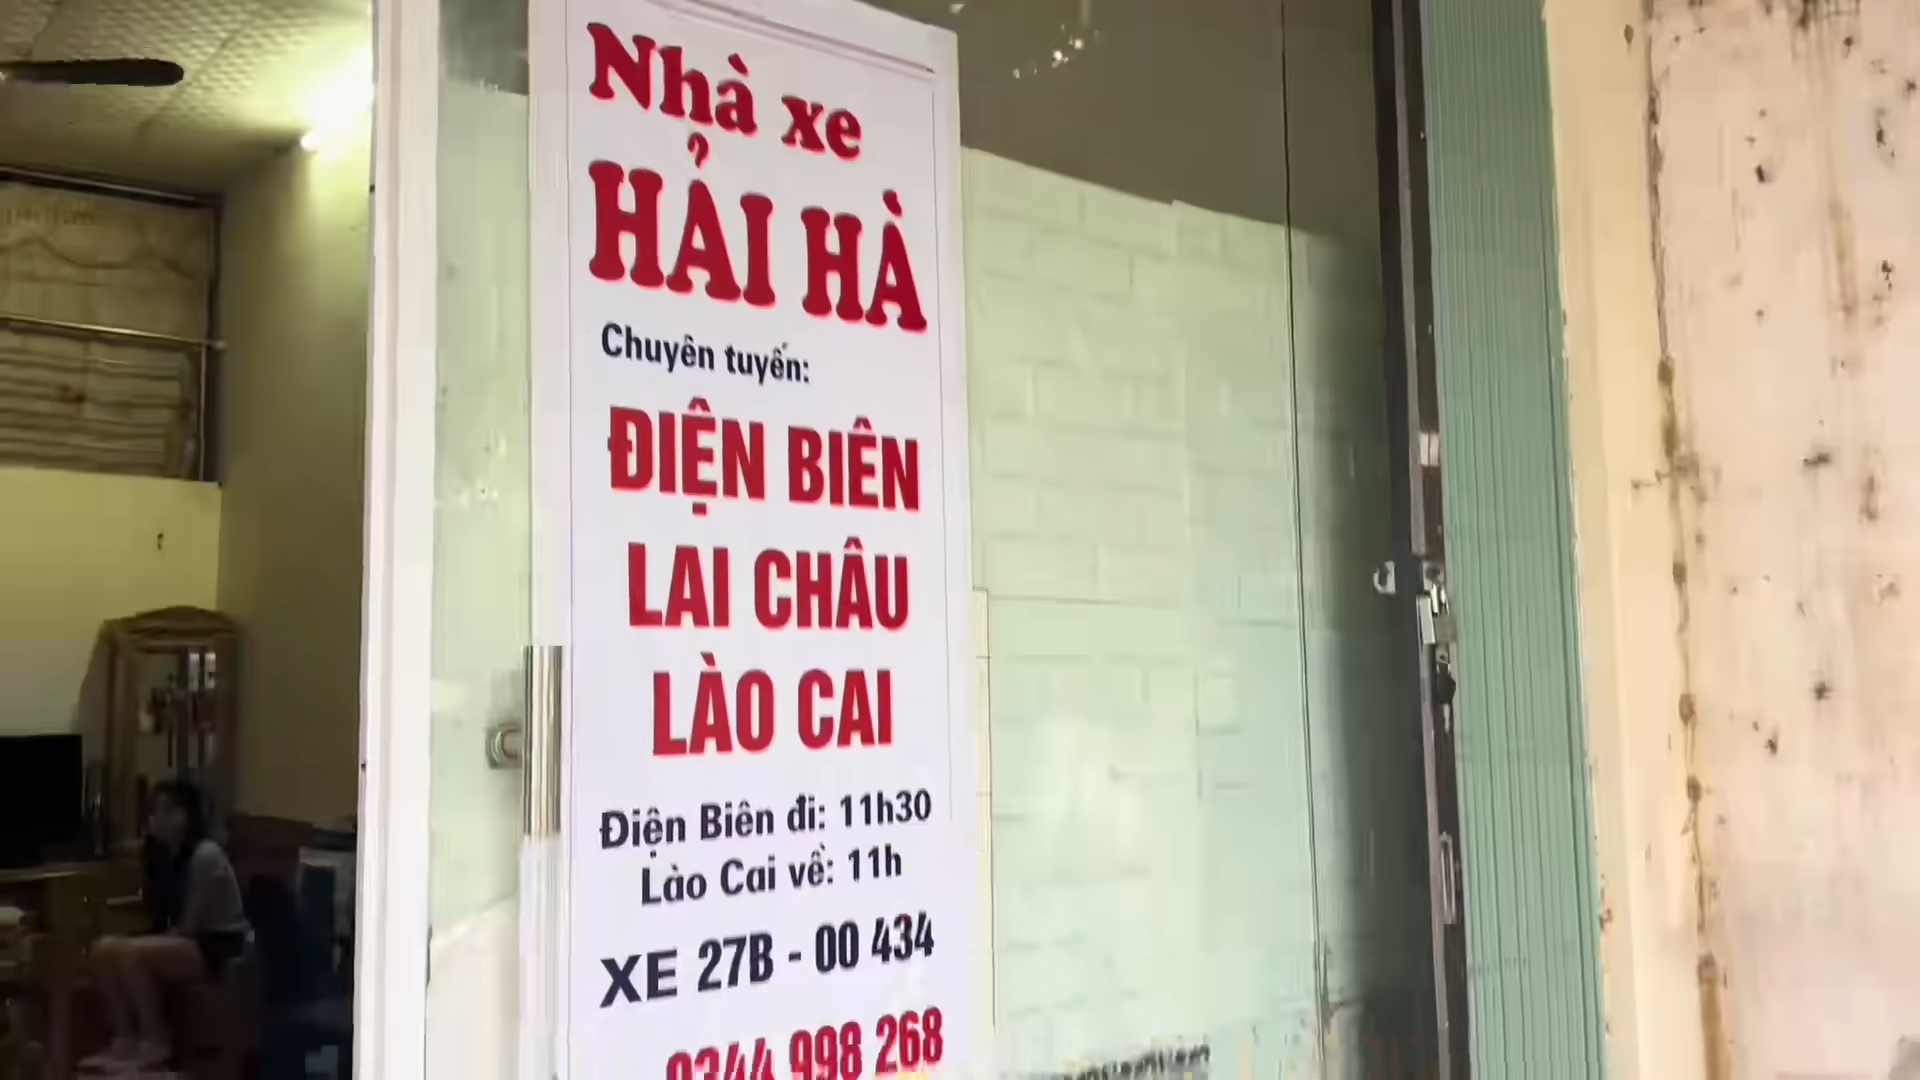 Nhà xe
HẢI HÀ
Chuyên tuyến:
ĐIỆN BIÊN
LAI CHÂU
LÀO CAI
Điện Biên đi: 11h30
Lào Cai về: 11h
XE 27B - 00 434
0344 998 268